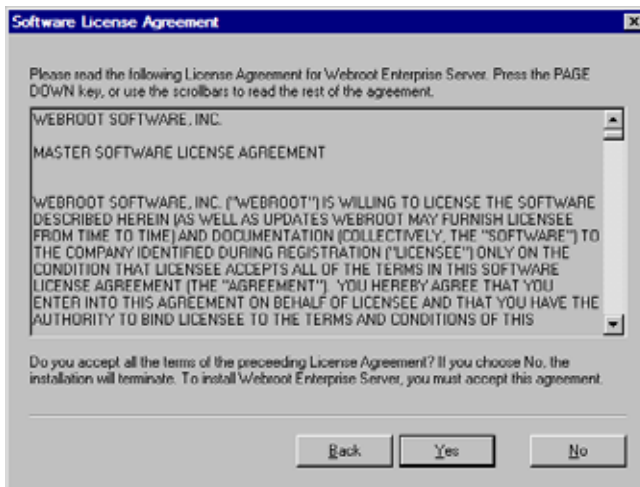 Software License Agreement
Please read the following License Agreement for Webroot Enterprise Server. Press the PAGE
DOWN key, or use the scrollbars to read the rest of the agreement.
WEBROOT SOFTWARE, INC.
MASTER SOFTWARE LICENSE AGREEMENT
WEBROOT SOFTWARE, INC. ("WEBROOT") IS WILLING TO LICENSE THE SOFTWARE
DESCRIBED HEREIN (AS WELL AS UPDATES WEBROOT MAY FURNISH LICENSEE
FROM TIME TO TIME) AND DOCUMENTATION (COLLECTIVELY, THE "SOFTWARE") TO
THE COMPANY IDENTIFIED DURING REGISTRATION ("LICENSEE") ONLY ON THE
CONDITION THAT LICENSEE ACCEPTS ALL OF THE TERMS IN THIS SOFTWARE
LICENSE AGREEMENT (THE "AGREEMENT"). YOU HEREBY AGREE THAT YOU
ENTER INTO THIS AGREEMENT ON BEHALF OF LICENSEE AND THAT YOU HAVE THE
AUTHORITY TO BIND LICENSEE TO THE TERMS AND CONDITIONS OF THIS
Do you accept all the terms of the preceeding License Agreement? If you choose No, the
installation will terminate. To install Webroot Enterprise Server, you must accept this agreement.
Back Yes No